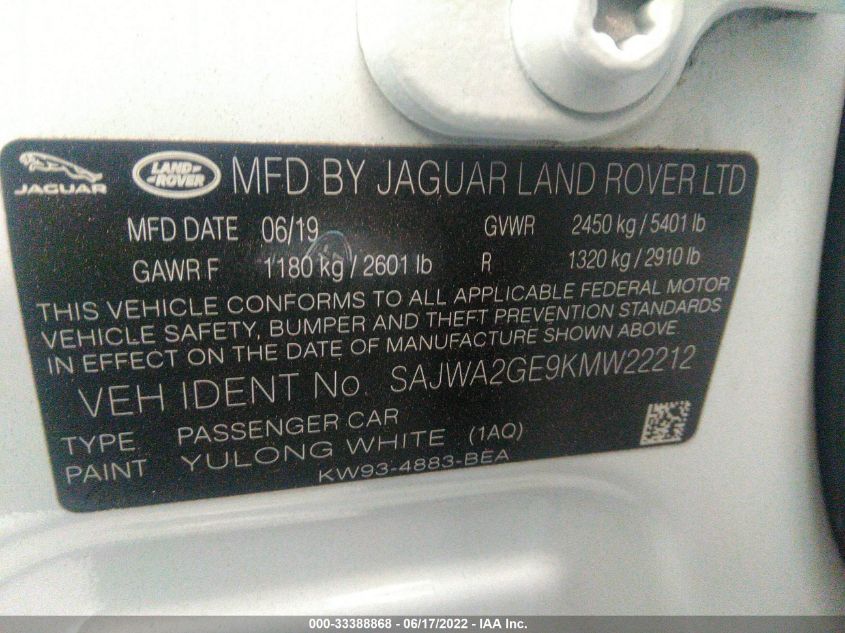 JAGUAR LAND ROVER MFD BY JAGUAR LAND ROVER LTD
MFD DATE 06/19 GVWR 2450 kg / 5401 lb
GAWR F 1180 kg / 2601 lb R 1320 kg / 2910 lb
THIS VEHICLE CONFORMS TO ALL APPLICABLE FEDERAL MOTOR
VEHICLE SAFETY, BUMPER AND THEFT PREVENTION STANDARDS
IN EFFECT ON THE DATE OF MANUFACTURE SHOWN ABOVE
VEH IDENT No. SAJWA2GE9KMW22212
TYPE PASSENGER CAR
PAINT YULONG WHITE (1AQ)
KW93-4883-BEA
000-33388868 - 06/17/2022 - IAA Inc.